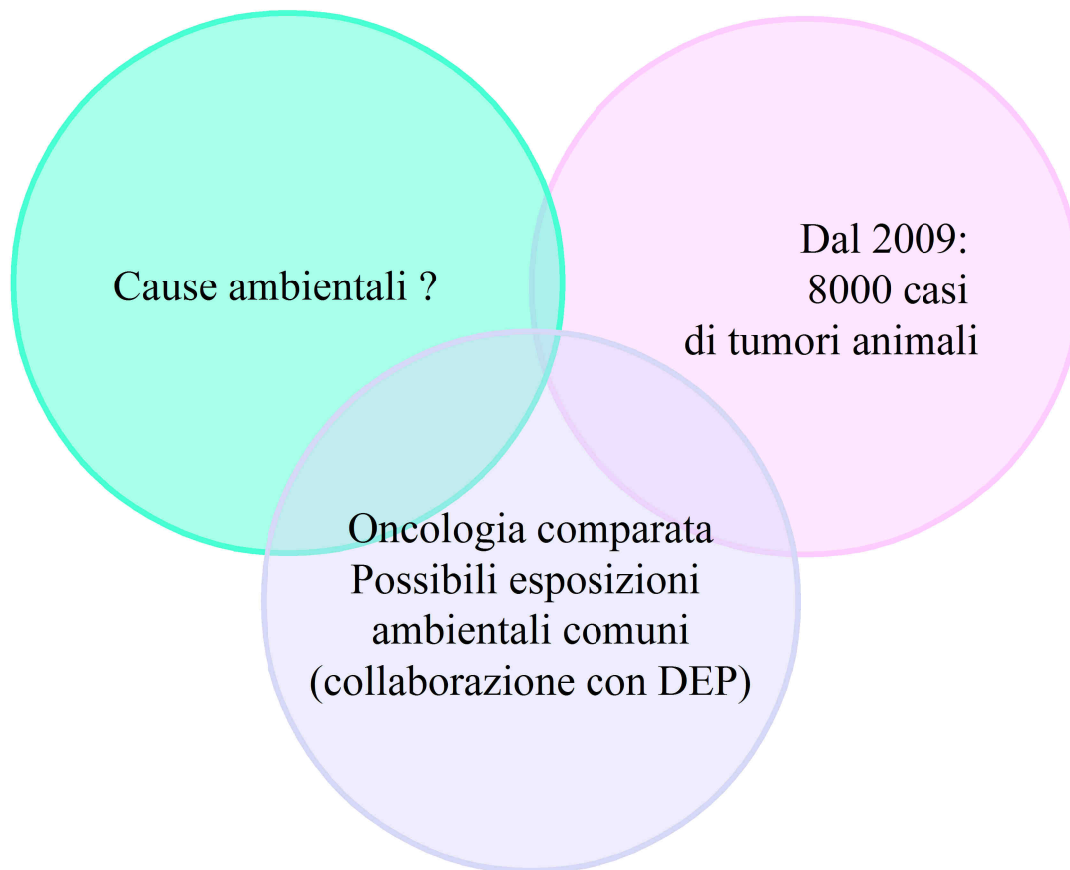 Cause ambientali ?
Dal 2009:
8000 casi
di tumori animali
Oncologia comparata
Possibili esposizioni
ambientali comuni
(collaborazione con DEP)